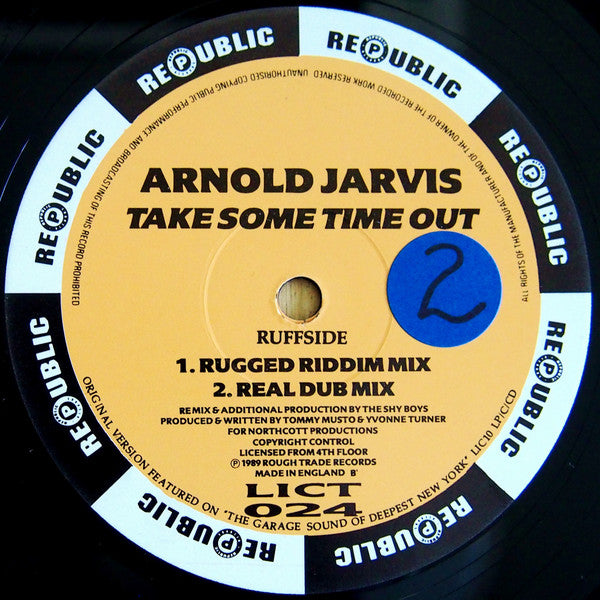 REPUBLIC
REPUBLIC
REPUBLIC
REPUBLIC
REPUBLIC
REPUBLIC
REPUBLIC
REPUBLIC
REPUBLIC
REPUBLIC
ALL RIGHTS OF THE MANUFACTURER AND OF THE OWNER OF THE RECORDED WORK RESERVED UNAUTHORISED COPYING PUBLIC PERFORMANCE AND BROADCASTING OF THIS RECORD PROHIBITED
ARNOLD JARVIS
TAKE SOME TIME OUT
2
RUFFSIDE
1. RUGGED RIDDIM MIX
2. REAL DUB MIX
REMIX & ADDITIONAL PRODUCTION BY THE SHY BOYS
PRODUCED & WRITTEN BY TOMMY MUSTO & YVONNE TURNER
FOR NORTHCOTT PRODUCTIONS
COPYRIGHT CONTROL
LICENSED FROM 4TH FLOOR
℗ 1989 ROUGH TRADE RECORDS
MADE IN ENGLAND B
LICT
024
ORIGINAL VERSION FEATURED ON "THE GARAGE SOUND OF DEEPEST NEW YORK" LIC10 LP/C/CD